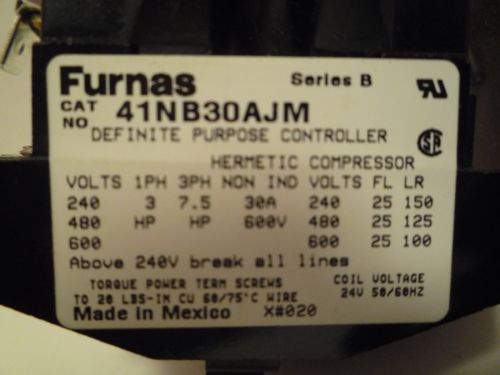 Furnas Series B
CAT NO 41NB30AJM
DEFINITE PURPOSE CONTROLLER
HERMETIC COMPRESSOR
VOLTS 1PH 3PH NON IND VOLTS FL LR
240 3 7.5 30A 240 25 150
480 HP HP 600V 480 25 125
600 600 25 100
Above 240V break all lines
TORQUE POWER TERM SCREWS COIL VOLTAGE
TO 20 LBS-IN CU 60/75°C WIRE 24V 50/60HZ
Made in Mexico X#020